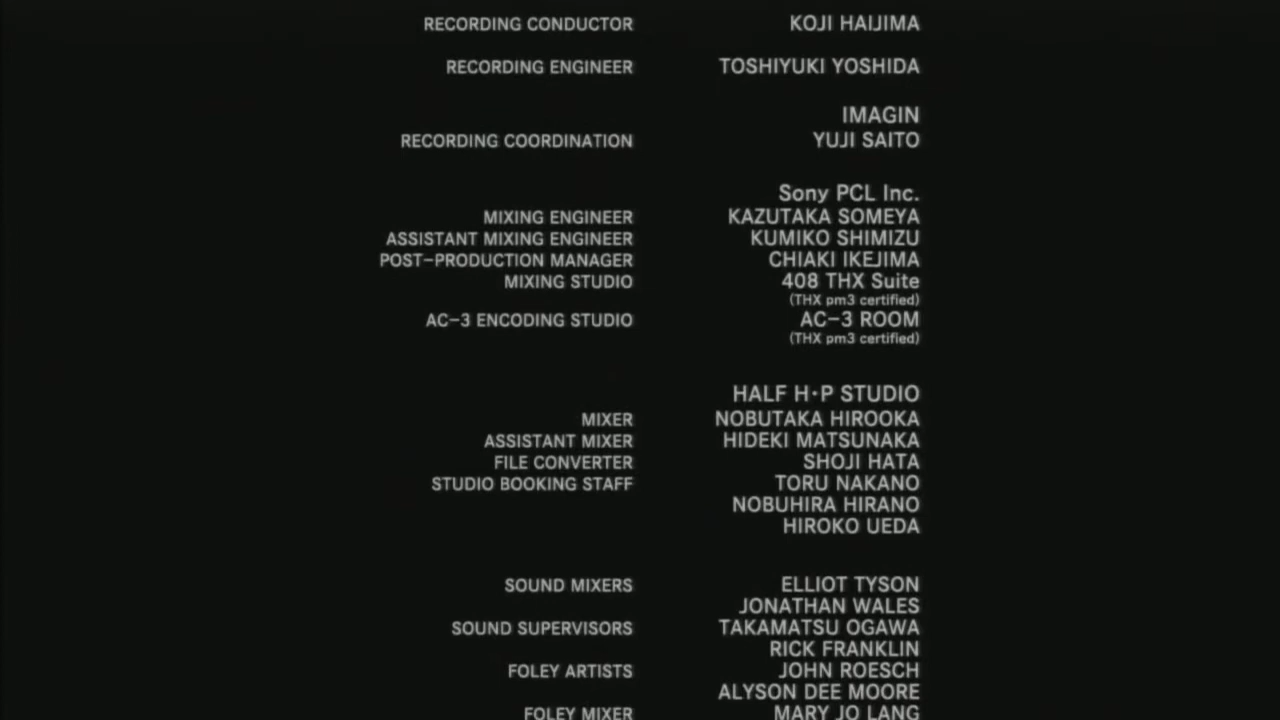 RECORDING CONDUCTOR KOJI HAIJIMA
RECORDING ENGINEER TOSHIYUKI YOSHIDA
IMAGIN
RECORDING COORDINATION YUJI SAITO
Sony PCL Inc.
MIXING ENGINEER KAZUTAKA SOMEYA
ASSISTANT MIXING ENGINEER KUMIKO SHIMIZU
POST-PRODUCTION MANAGER CHIAKI IKEJIMA
MIXING STUDIO 408 THX Suite
(THX pm3 certified)
AC-3 ENCODING STUDIO AC-3 ROOM
(THX pm3 certified)
HALF H・P STUDIO
MIXER NOBUTAKA HIROOKA
ASSISTANT MIXER HIDEKI MATSUNAKA
FILE CONVERTER SHOJI HATA
STUDIO BOOKING STAFF TORU NAKANO
NOBUHIRA HIRANO
HIROKO UEDA
SOUND MIXERS ELLIOT TYSON
JONATHAN WALES
SOUND SUPERVISORS TAKAMATSU OGAWA
RICK FRANKLIN
FOLEY ARTISTS JOHN ROESCH
ALYSON DEE MOORE
FOLEY MIXER MARY JO LANG